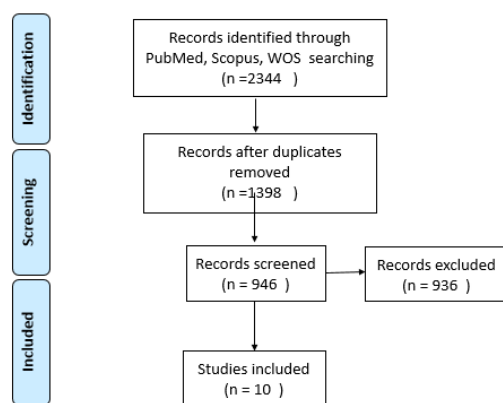 Identification
Records identified through
PubMed, Scopus, WOS searching
(n =2344 )
Screening
Records after duplicates
removed
(n =1398 )
Records screened
(n = 946 )
Records excluded
(n = 936 )
Included
Studies included
(n = 10 )